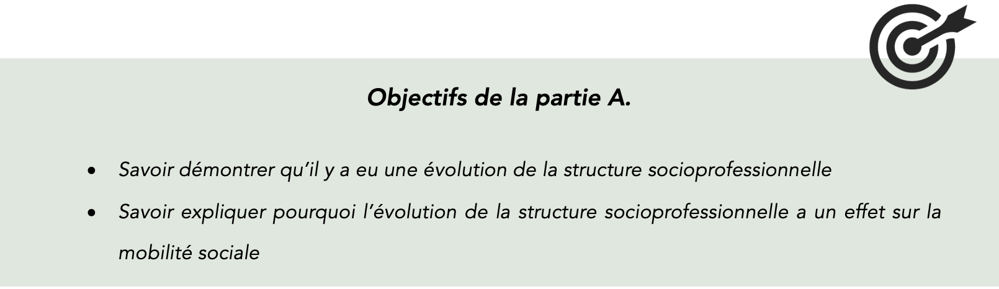 Objectifs de la partie A.
• Savoir démontrer qu’il y a eu une évolution de la structure socioprofessionnelle
• Savoir expliquer pourquoi l’évolution de la structure socioprofessionnelle a un effet sur la
mobilité sociale